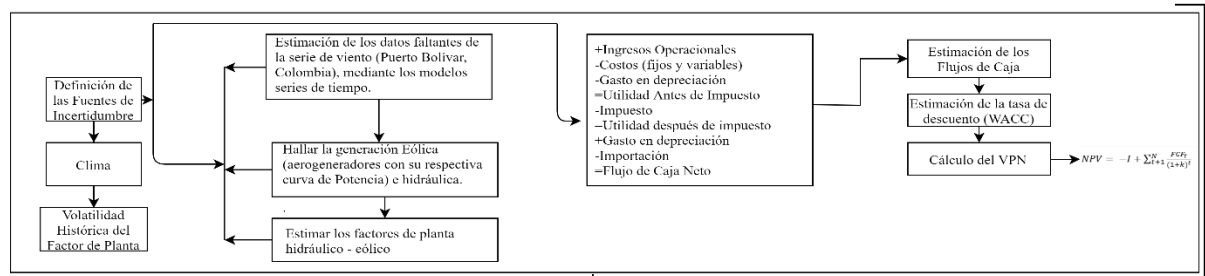 Definición de
las Fuentes de
Incertidumbre
Clima
Volatilidad
Histórica del
Factor de Planta
Estimación de los datos faltantes de
la serie de viento (Puerto Bolívar,
Colombia), mediante los modelos
series de tiempo.
Hallar la generación Eólica
(aerogeneradores con su respectiva
curva de Potencia) e hidráulica.
Estimar los factores de planta
hidráulico - eólico
+Ingresos Operacionales
-Costos (fijos y variables)
-Gasto en depreciación
=Utilidad Antes de Impuesto
-Impuesto
=Utilidad después de impuesto
+Gasto en depreciación
-Importación
=Flujo de Caja Neto
Estimación de los
Flujos de Caja
Estimación de la tasa de
descuento (WACC)
Cálculo del VPN
NPV = −I + ∑ᴺₜ₊₁ FCFₜ/(1+k)ᵗ